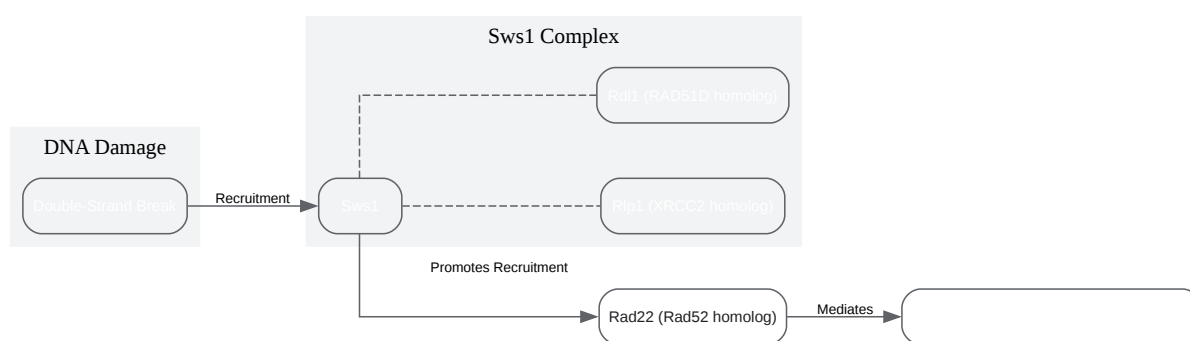 Sws1 Complex
Rdl1 (RAD51D homolog)
DNA Damage
Double-Strand Break
Recruitment
Sws1
Rlp1 (XRCC2 homolog)
Promotes Recruitment
Rad22 (Rad52 homolog)
Mediates